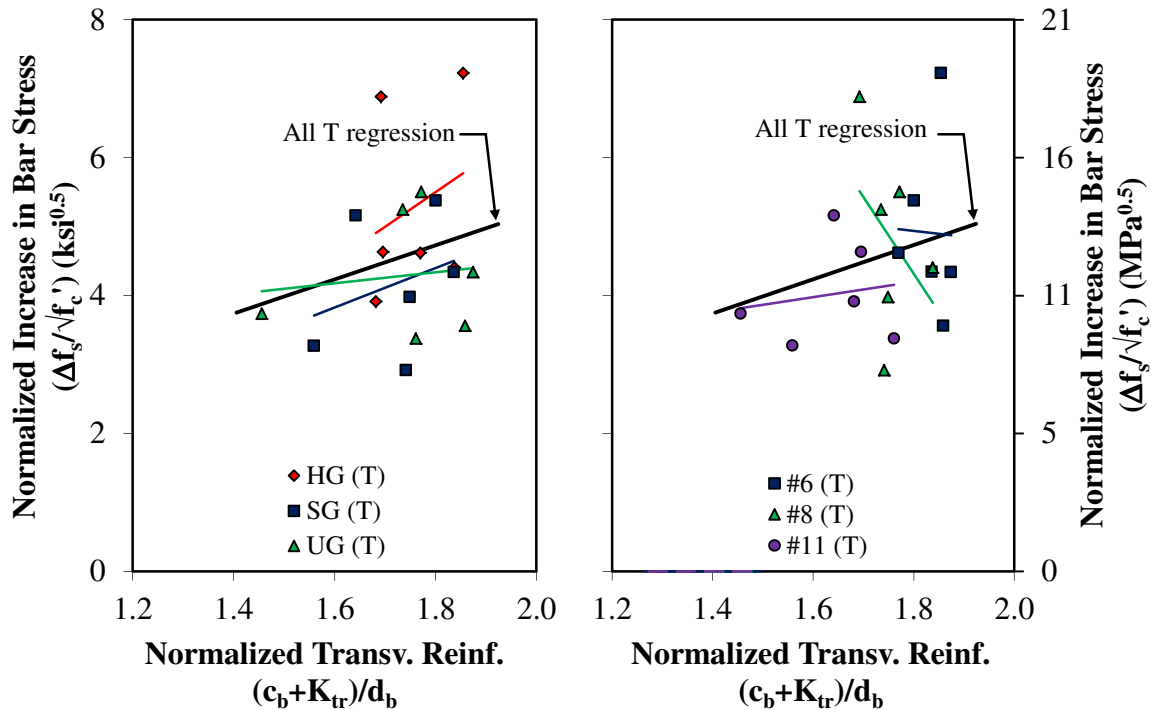 Normalized Increase in Bar Stress
(Δfs/√fc') (ksi0.5)
8
6
4
2
0
All T regression
HG (T)
SG (T)
UG (T)
1.2 1.4 1.6 1.8 2.0
Normalized Transv. Reinf.
(cb+Ktr)/db
All T regression
#6 (T)
#8 (T)
#11 (T)
1.2 1.4 1.6 1.8 2.0
Normalized Transv. Reinf.
(cb+Ktr)/db
21
16
11
5
0
Normalized Increase in Bar Stress
(Δfs/√fc') (MPa0.5)